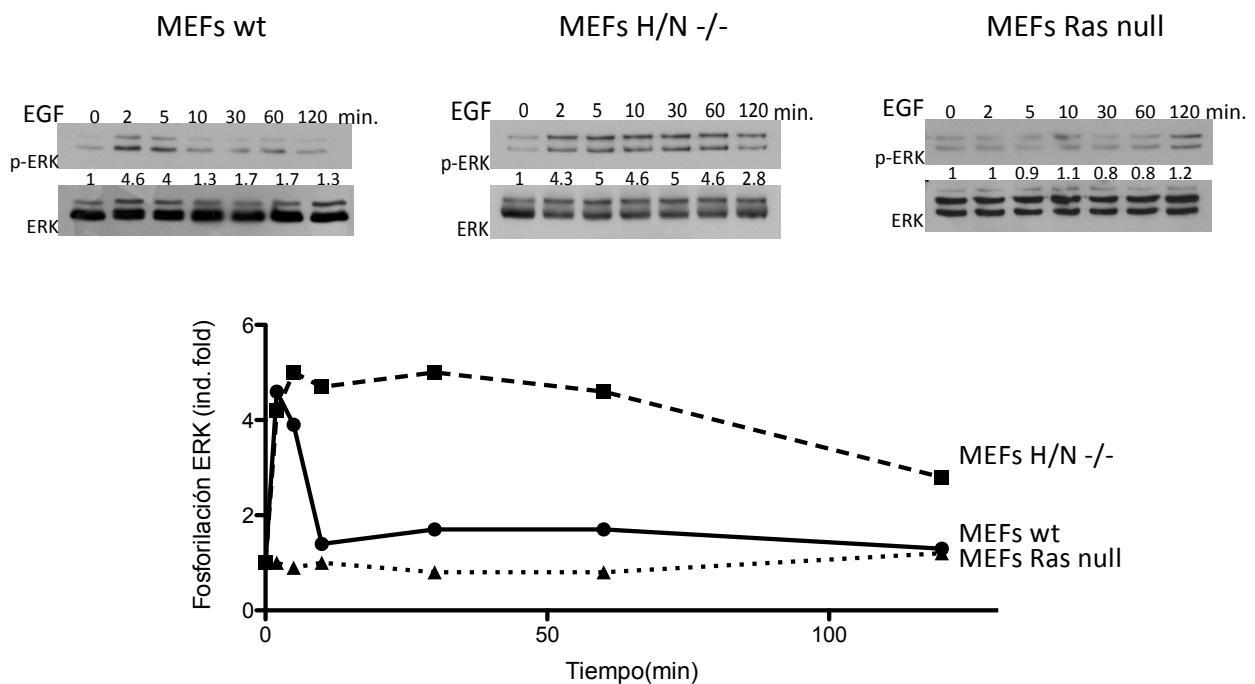 MEFs wt
MEFs H/N -/-
MEFs Ras null
EGF 0 2 5 10 30 60 120 min.
p-ERK
1 4.6 4 1.3 1.7 1.7 1.3
ERK
EGF 0 2 5 10 30 60 120 min.
p-ERK
1 4.3 5 4.6 5 4.6 2.8
ERK
EGF 0 2 5 10 30 60 120 min.
p-ERK
1 1 0.9 1.1 0.8 0.8 1.2
ERK
Fosforilación ERK (ind. fold)
6
4
2
0
0 50 100
Tiempo(min)
MEFs H/N -/-
MEFs wt
MEFs Ras null